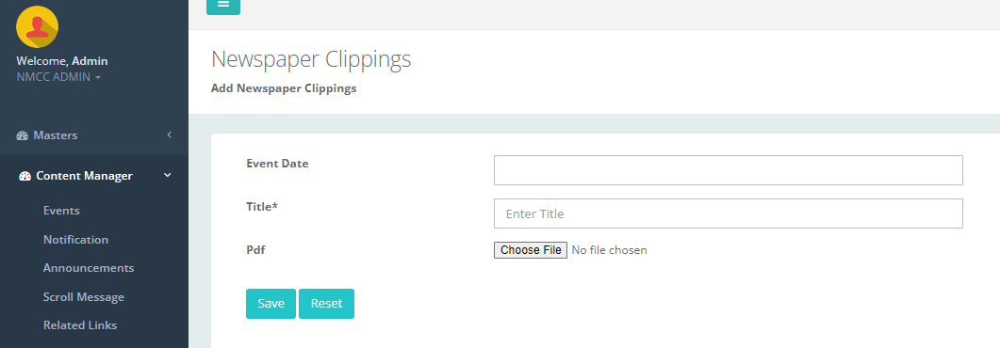 Welcome, Admin
NMCC ADMIN
Masters
Content Manager
Events
Notification
Announcements
Scroll Message
Related Links
Newspaper Clippings
Add Newspaper Clippings
Event Date
Title*
Enter Title
Pdf
Choose File No file chosen
Save Reset